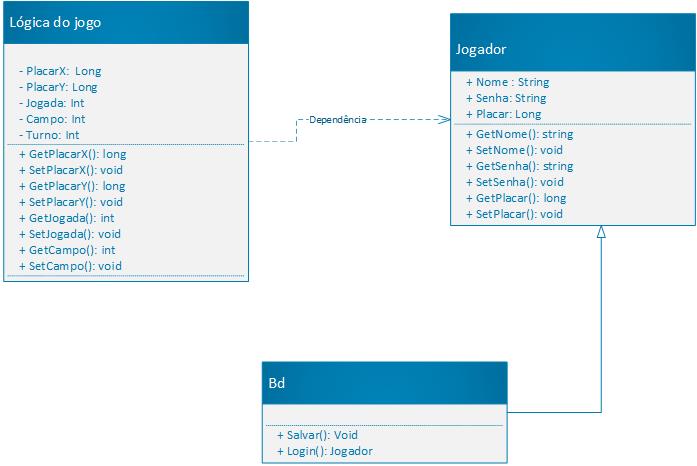 Lógica do jogo
- PlacarX: Long
- PlacarY: Long
- Jogada: Int
- Campo: Int
- Turno: Int
+ GetPlacarX(): long
+ SetPlacarX(): void
+ GetPlacarY(): long
+ SetPlacarY(): void
+ GetJogada(): int
+ SetJogada(): void
+ GetCampo(): int
+ SetCampo(): void
Dependência
Jogador
+ Nome : String
+ Senha: String
+ Placar: Long
+ GetNome(): string
+ SetNome(): void
+ GetSenha(): string
+ SetSenha(): void
+ GetPlacar(): long
+ SetPlacar(): void
Bd
+ Salvar(): Void
+ Login(): Jogador